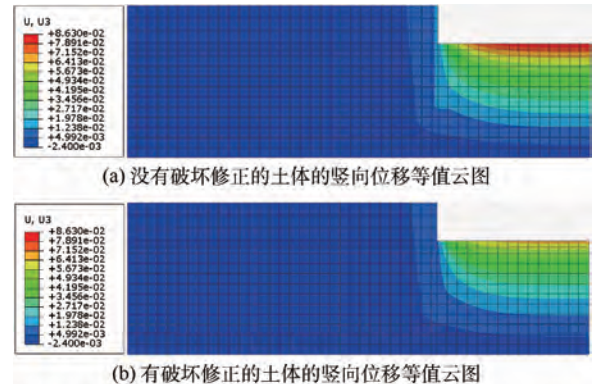 U, U3
+8.630e-02
+7.891e-02
+7.152e-02
+6.413e-02
+5.673e-02
+4.934e-02
+4.195e-02
+3.456e-02
+2.717e-02
+1.978e-02
+1.238e-02
+4.992e-03
-2.400e-03
(a) 没有破坏修正的土体的竖向位移等值云图
U, U3
+8.630e-02
+7.891e-02
+7.152e-02
+6.413e-02
+5.673e-02
+4.934e-02
+4.195e-02
+3.456e-02
+2.717e-02
+1.978e-02
+1.238e-02
+4.992e-03
-2.400e-03
(b) 有破坏修正的土体的竖向位移等值云图